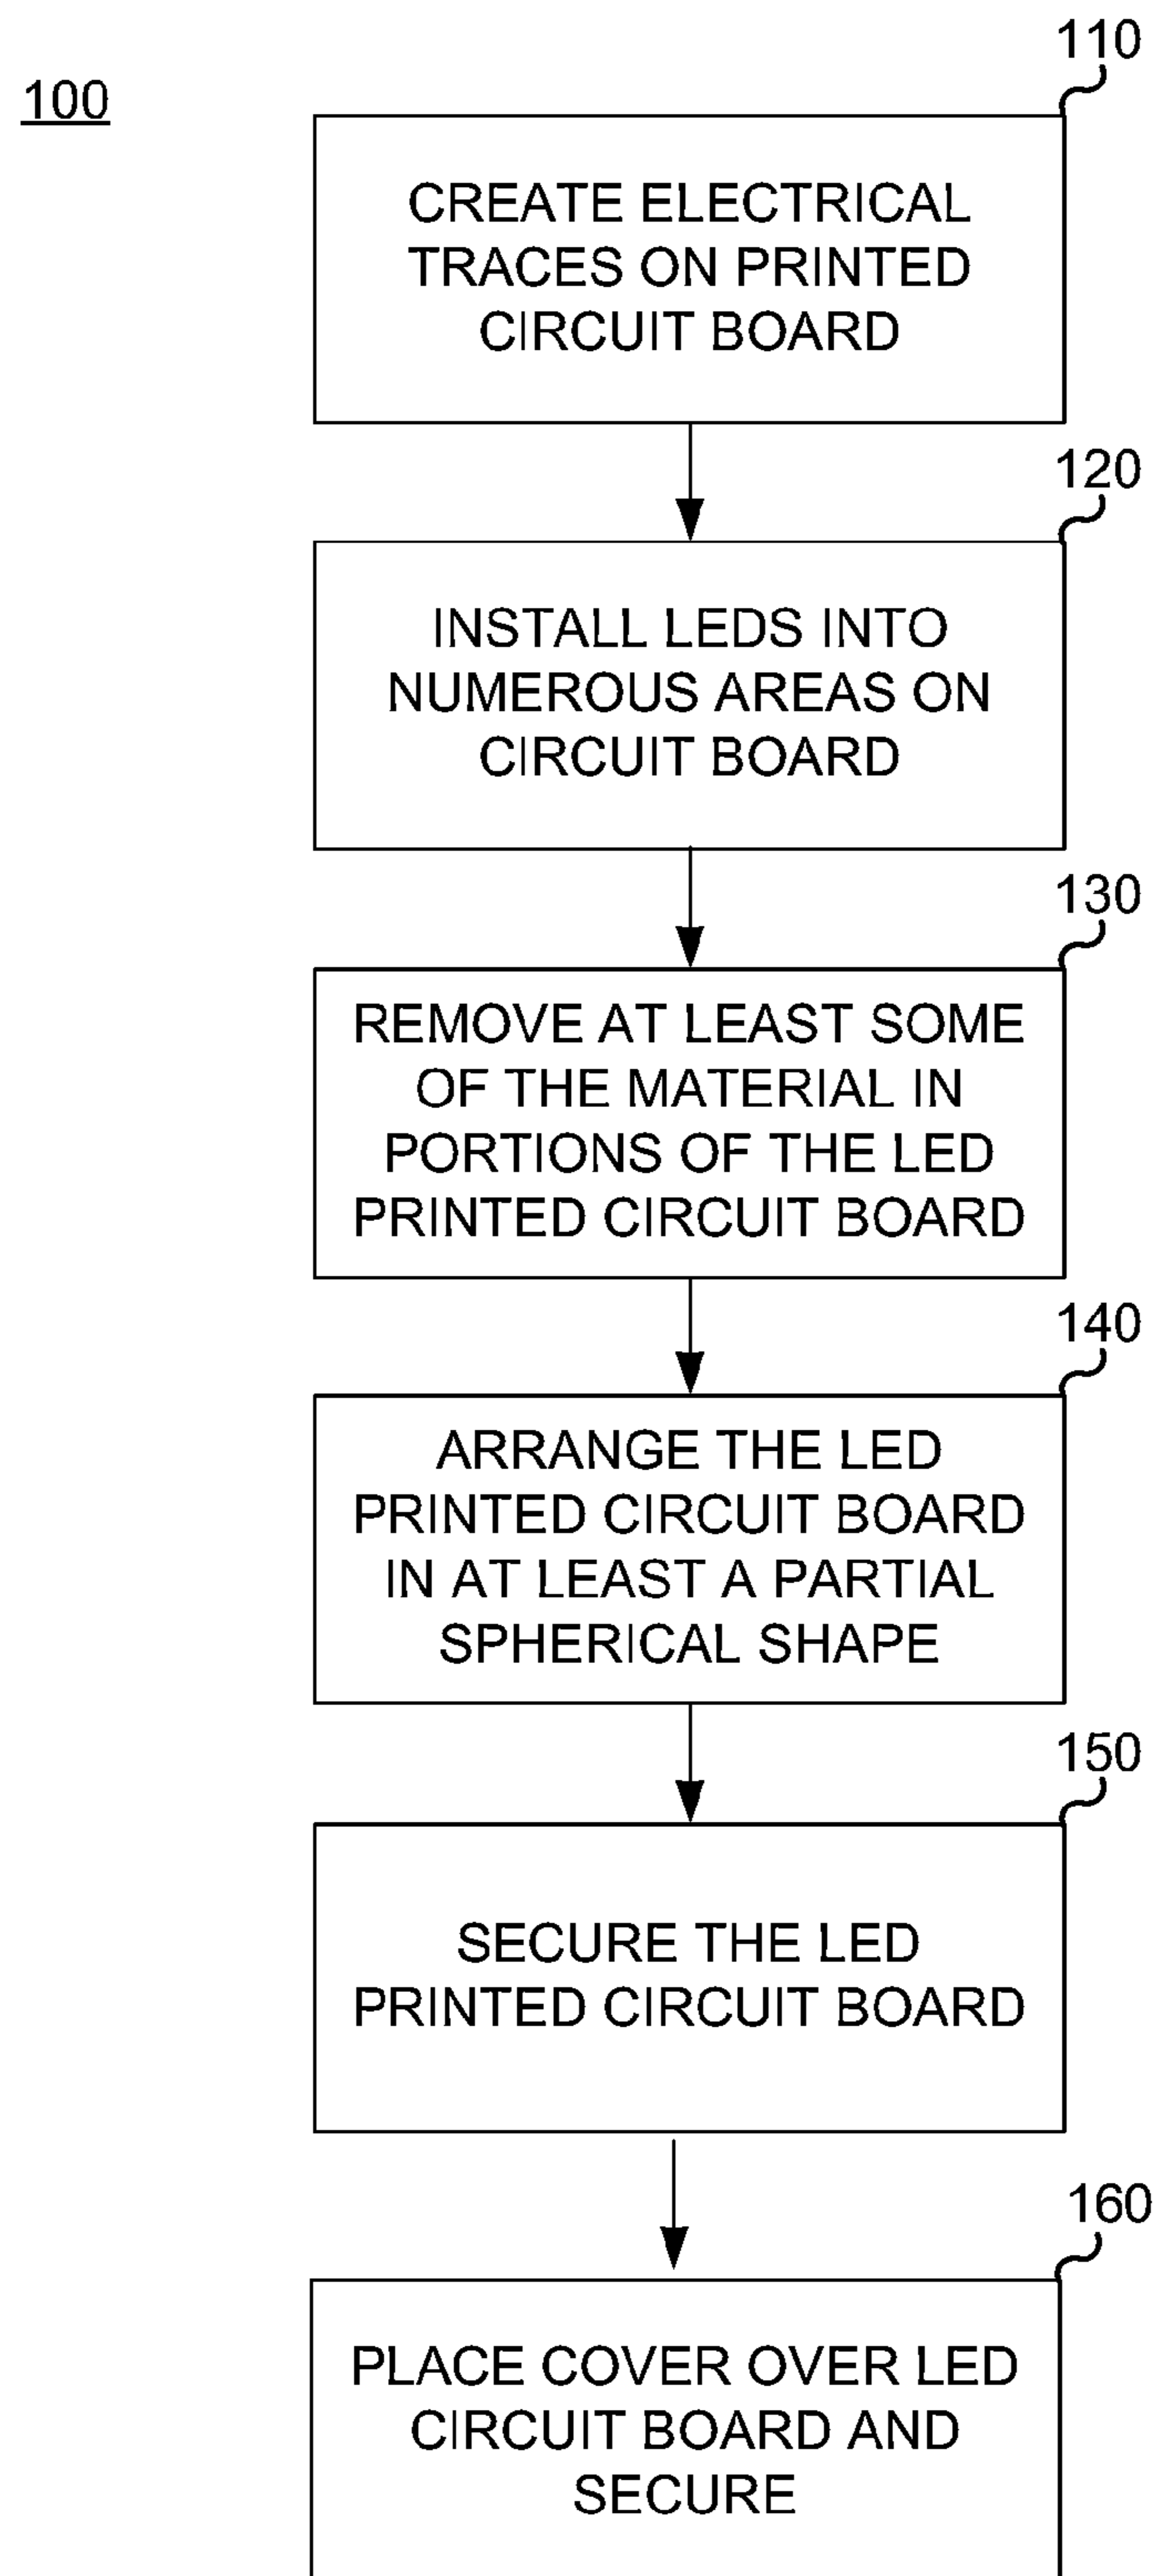 100
110
CREATE ELECTRICAL
TRACES ON PRINTED
CIRCUIT BOARD
120
INSTALL LEDS INTO
NUMEROUS AREAS ON
CIRCUIT BOARD
130
REMOVE AT LEAST SOME
OF THE MATERIAL IN
PORTIONS OF THE LED
PRINTED CIRCUIT BOARD
140
ARRANGE THE LED
PRINTED CIRCUIT BOARD
IN AT LEAST A PARTIAL
SPHERICAL SHAPE
150
SECURE THE LED
PRINTED CIRCUIT BOARD
160
PLACE COVER OVER LED
CIRCUIT BOARD AND
SECURE